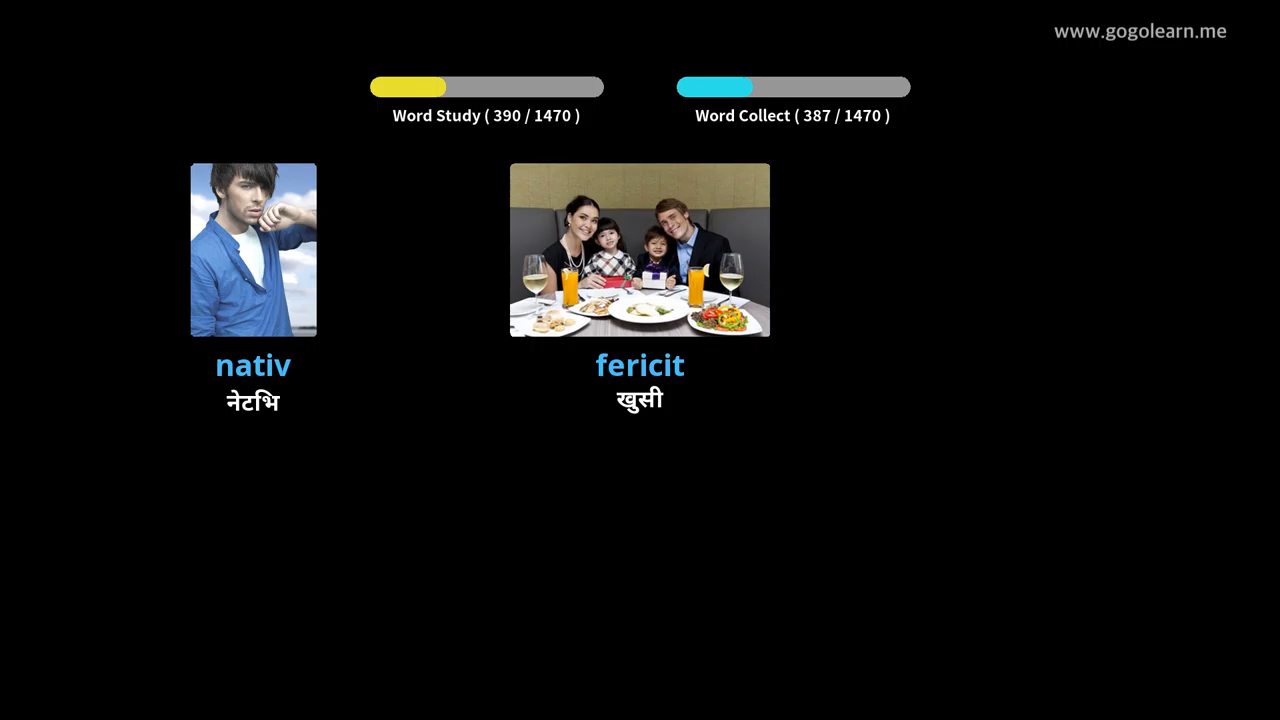 www.gogolearn.me
Word Study ( 390 / 1470 )
Word Collect ( 387 / 1470 )
nativ
नेटभि
fericit
खुसी